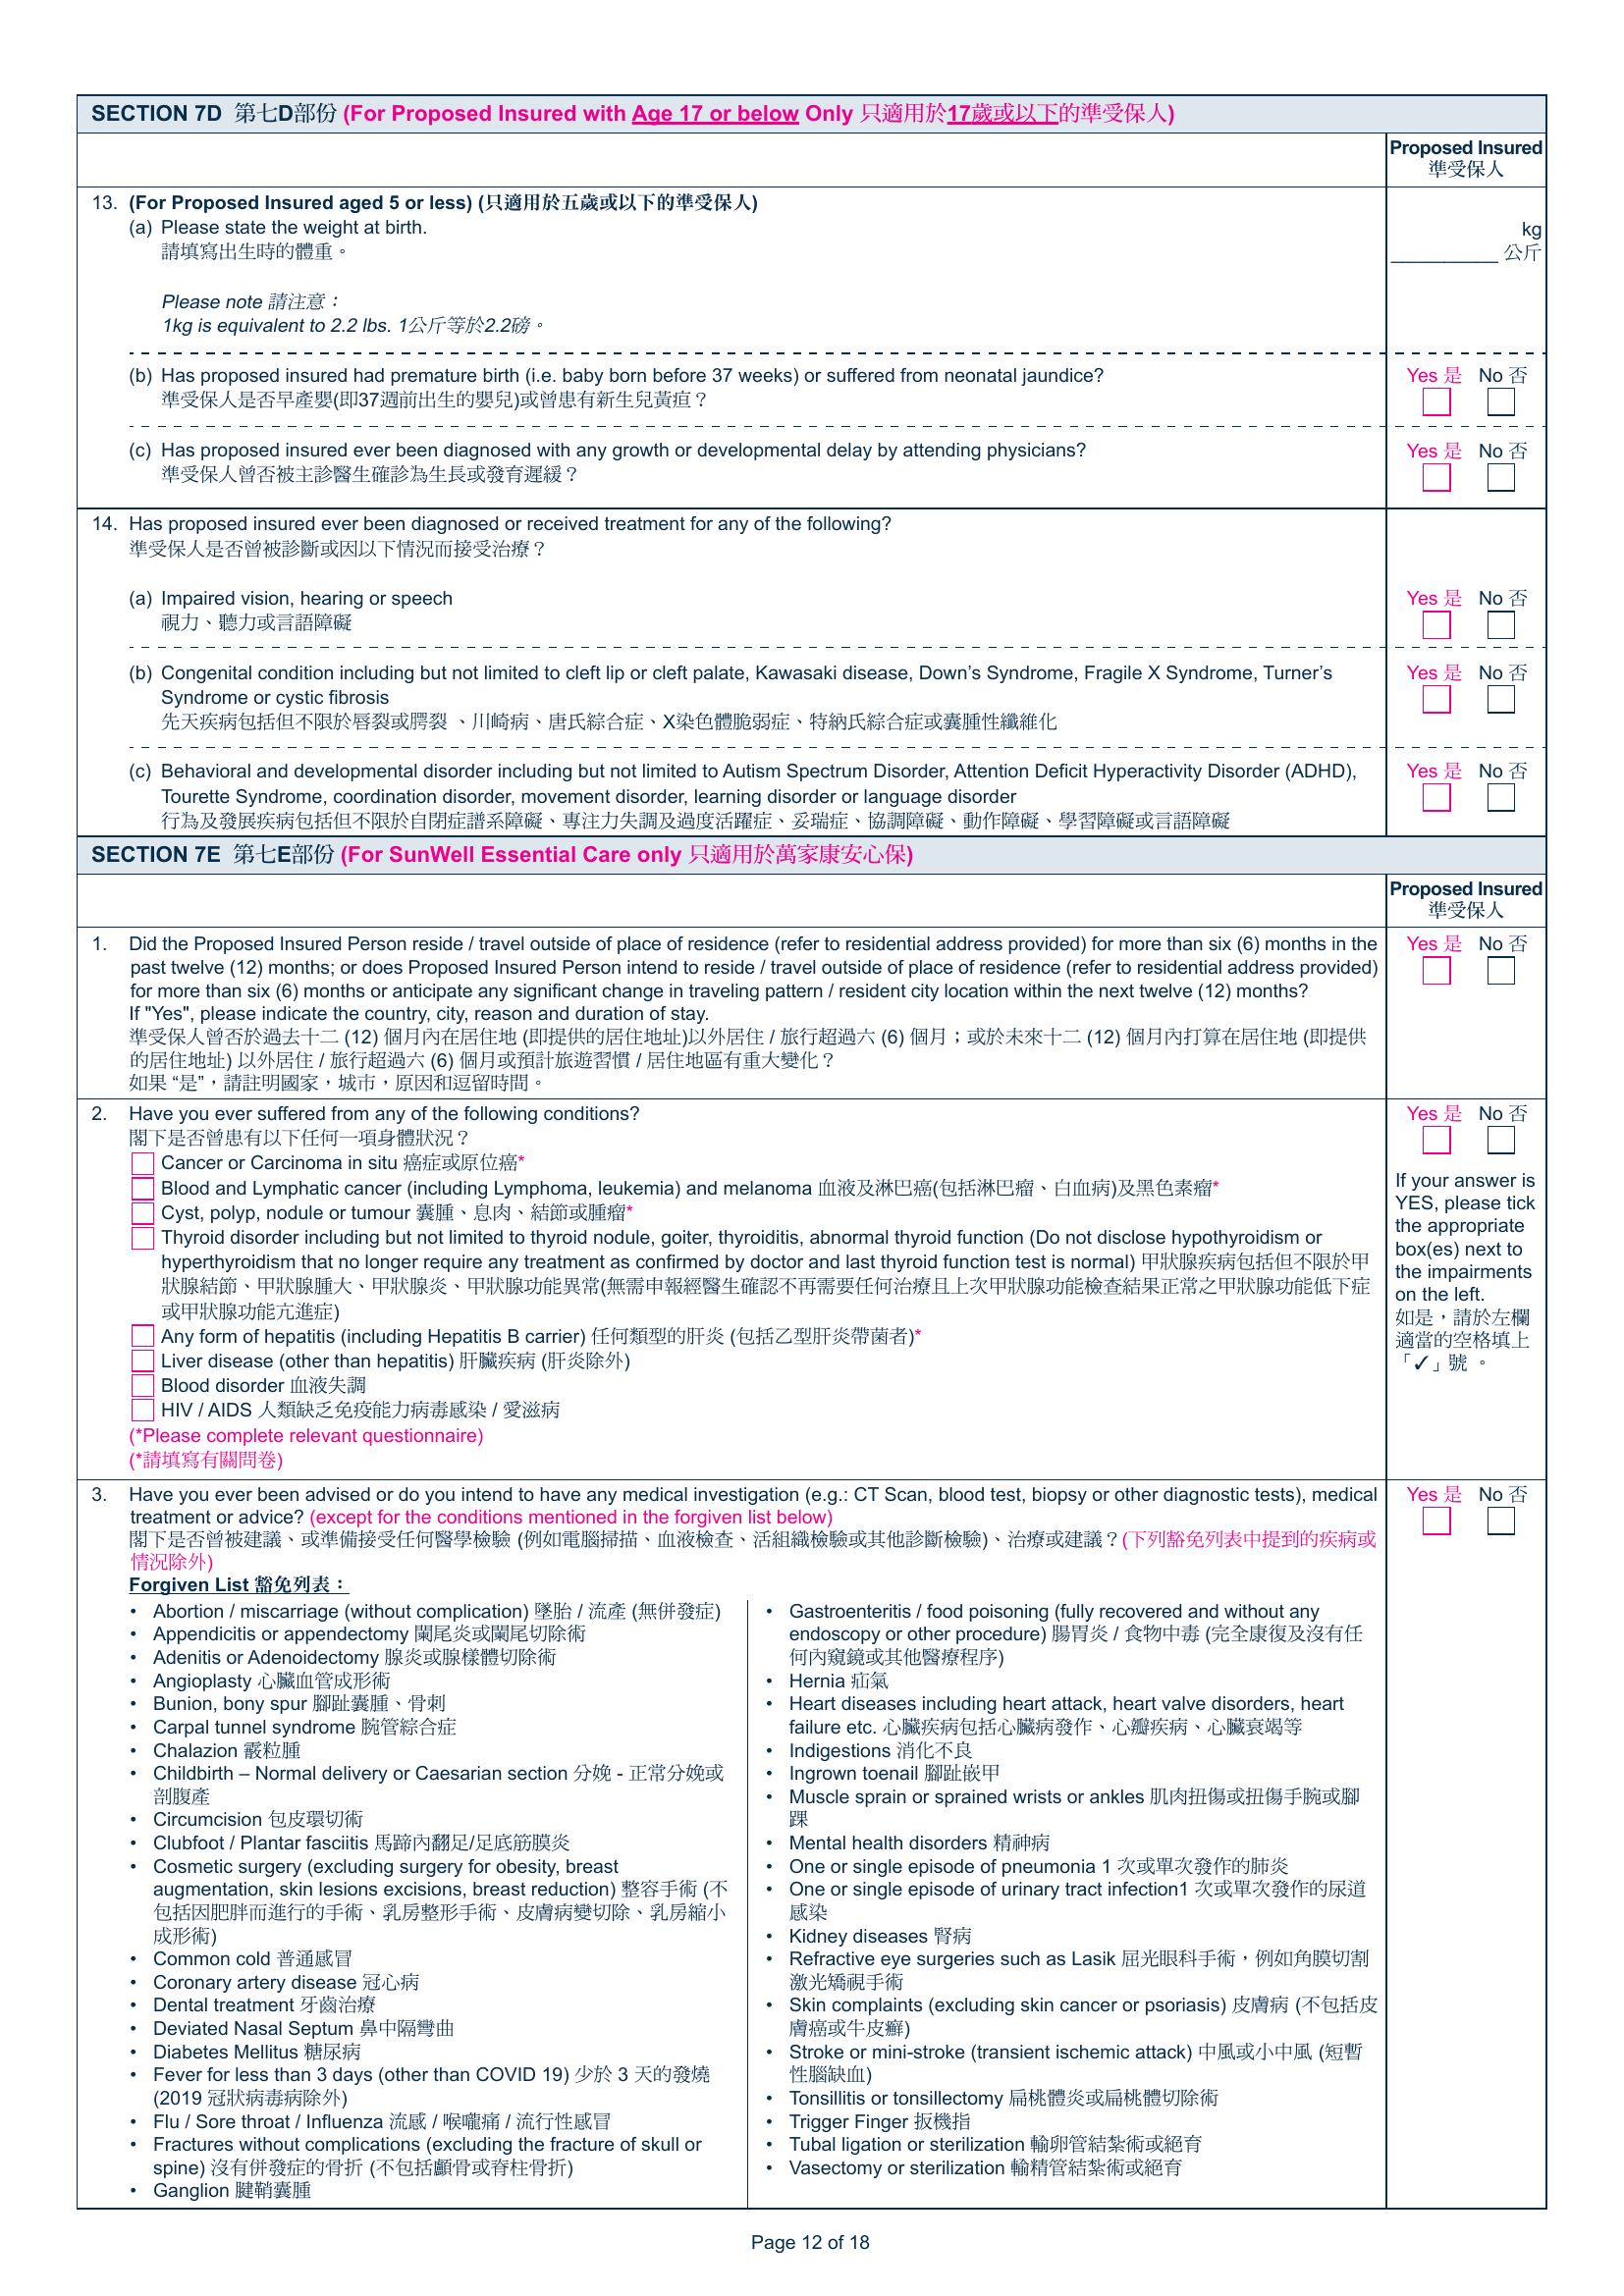 SECTION 7D 第七D部份 (For Proposed Insured with Age 17 or below Only 只適用於17歲或以下的準受保人)
Proposed Insured
準受保人
13. (For Proposed Insured aged 5 or less) (只適用於五歲或以下的準受保人)
(a) Please state the weight at birth.
請填寫出生時的體重。
kg
__________ 公斤
Please note 請注意：
1kg is equivalent to 2.2 lbs. 1公斤等於2.2磅。
(b) Has proposed insured had premature birth (i.e. baby born before 37 weeks) or suffered from neonatal jaundice?
準受保人是否早產嬰(即37週前出生的嬰兒)或曾患有新生兒黃疸？
Yes 是 No 否
(c) Has proposed insured ever been diagnosed with any growth or developmental delay by attending physicians?
準受保人曾否被主診醫生確診為生長或發育遲緩？
Yes 是 No 否
14. Has proposed insured ever been diagnosed or received treatment for any of the following?
準受保人是否曾被診斷或因以下情況而接受治療？
(a) Impaired vision, hearing or speech
視力、聽力或言語障礙
Yes 是 No 否
(b) Congenital condition including but not limited to cleft lip or cleft palate, Kawasaki disease, Down’s Syndrome, Fragile X Syndrome, Turner’s
Syndrome or cystic fibrosis
先天疾病包括但不限於唇裂或腭裂 、川崎病、唐氏綜合症、X染色體脆弱症、特納氏綜合症或囊腫性纖維化
Yes 是 No 否
(c) Behavioral and developmental disorder including but not limited to Autism Spectrum Disorder, Attention Deficit Hyperactivity Disorder (ADHD),
Tourette Syndrome, coordination disorder, movement disorder, learning disorder or language disorder
行為及發展疾病包括但不限於自閉症譜系障礙、專注力失調及過度活躍症、妥瑞症、協調障礙、動作障礙、學習障礙或言語障礙
Yes 是 No 否
SECTION 7E 第七E部份 (For SunWell Essential Care only 只適用於萬家康安心保)
Proposed Insured
準受保人
1. Did the Proposed Insured Person reside / travel outside of place of residence (refer to residential address provided) for more than six (6) months in the
past twelve (12) months; or does Proposed Insured Person intend to reside / travel outside of place of residence (refer to residential address provided)
for more than six (6) months or anticipate any significant change in traveling pattern / resident city location within the next twelve (12) months?
If "Yes", please indicate the country, city, reason and duration of stay.
準受保人曾否於過去十二 (12) 個月內在居住地 (即提供的居住地址)以外居住 / 旅行超過六 (6) 個月；或於未來十二 (12) 個月內打算在居住地 (即提供
的居住地址) 以外居住 / 旅行超過六 (6) 個月或預計旅遊習慣 / 居住地區有重大變化？
如果 “是”，請註明國家，城市，原因和逗留時間。
Yes 是 No 否
2. Have you ever suffered from any of the following conditions?
閣下是否曾患有以下任何一項身體狀況？
Cancer or Carcinoma in situ 癌症或原位癌*
Blood and Lymphatic cancer (including Lymphoma, leukemia) and melanoma 血液及淋巴癌(包括淋巴瘤、白血病)及黑色素瘤*
Cyst, polyp, nodule or tumour 囊腫、息肉、結節或腫瘤*
Thyroid disorder including but not limited to thyroid nodule, goiter, thyroiditis, abnormal thyroid function (Do not disclose hypothyroidism or
hyperthyroidism that no longer require any treatment as confirmed by doctor and last thyroid function test is normal) 甲狀腺疾病包括但不限於甲
狀腺結節、甲狀腺腫大、甲狀腺炎、甲狀腺功能異常(無需申報經醫生確認不再需要任何治療且上次甲狀腺功能檢查結果正常之甲狀腺功能低下症
或甲狀腺功能亢進症)
Any form of hepatitis (including Hepatitis B carrier) 任何類型的肝炎 (包括乙型肝炎帶菌者)*
Liver disease (other than hepatitis) 肝臟疾病 (肝炎除外)
Blood disorder 血液失調
HIV / AIDS 人類缺乏免疫能力病毒感染 / 愛滋病
(*Please complete relevant questionnaire)
(*請填寫有關問卷)
Yes 是 No 否
If your answer is
YES, please tick
the appropriate
box(es) next to
the impairments
on the left.
如是，請於左欄
適當的空格填上
「✓」號 。
3. Have you ever been advised or do you intend to have any medical investigation (e.g.: CT Scan, blood test, biopsy or other diagnostic tests), medical
treatment or advice? (except for the conditions mentioned in the forgiven list below)
閣下是否曾被建議、或準備接受任何醫學檢驗 (例如電腦掃描、血液檢查、活組織檢驗或其他診斷檢驗)、治療或建議？(下列豁免列表中提到的疾病或
情況除外)
Yes 是 No 否
Forgiven List 豁免列表：
• Abortion / miscarriage (without complication) 墜胎 / 流產 (無併發症)
• Appendicitis or appendectomy 闌尾炎或闌尾切除術
• Adenitis or Adenoidectomy 腺炎或腺樣體切除術
• Angioplasty 心臟血管成形術
• Bunion, bony spur 腳趾囊腫、骨刺
• Carpal tunnel syndrome 腕管綜合症
• Chalazion 霰粒腫
• Childbirth – Normal delivery or Caesarian section 分娩 - 正常分娩或
剖腹產
• Circumcision 包皮環切術
• Clubfoot / Plantar fasciitis 馬蹄內翻足/足底筋膜炎
• Cosmetic surgery (excluding surgery for obesity, breast
augmentation, skin lesions excisions, breast reduction) 整容手術 (不
包括因肥胖而進行的手術、乳房整形手術、皮膚病變切除、乳房縮小
成形術)
• Common cold 普通感冒
• Coronary artery disease 冠心病
• Dental treatment 牙齒治療
• Deviated Nasal Septum 鼻中隔彎曲
• Diabetes Mellitus 糖尿病
• Fever for less than 3 days (other than COVID 19) 少於 3 天的發燒
(2019 冠狀病毒病除外)
• Flu / Sore throat / Influenza 流感 / 喉嚨痛 / 流行性感冒
• Fractures without complications (excluding the fracture of skull or
spine) 沒有併發症的骨折 (不包括顱骨或脊柱骨折)
• Ganglion 腱鞘囊腫
• Gastroenteritis / food poisoning (fully recovered and without any
endoscopy or other procedure) 腸胃炎 / 食物中毒 (完全康復及沒有任
何內窺鏡或其他醫療程序)
• Hernia 疝氣
• Heart diseases including heart attack, heart valve disorders, heart
failure etc. 心臟疾病包括心臟病發作、心瓣疾病、心臟衰竭等
• Indigestions 消化不良
• Ingrown toenail 腳趾嵌甲
• Muscle sprain or sprained wrists or ankles 肌肉扭傷或扭傷手腕或腳
踝
• Mental health disorders 精神病
• One or single episode of pneumonia 1 次或單次發作的肺炎
• One or single episode of urinary tract infection1 次或單次發作的尿道
感染
• Kidney diseases 腎病
• Refractive eye surgeries such as Lasik 屈光眼科手術，例如角膜切割
激光矯視手術
• Skin complaints (excluding skin cancer or psoriasis) 皮膚病 (不包括皮
膚癌或牛皮癬)
• Stroke or mini-stroke (transient ischemic attack) 中風或小中風 (短暫
性腦缺血)
• Tonsillitis or tonsillectomy 扁桃體炎或扁桃體切除術
• Trigger Finger 扳機指
• Tubal ligation or sterilization 輸卵管結紮術或絕育
• Vasectomy or sterilization 輸精管結紮術或絕育
Page 12 of 18